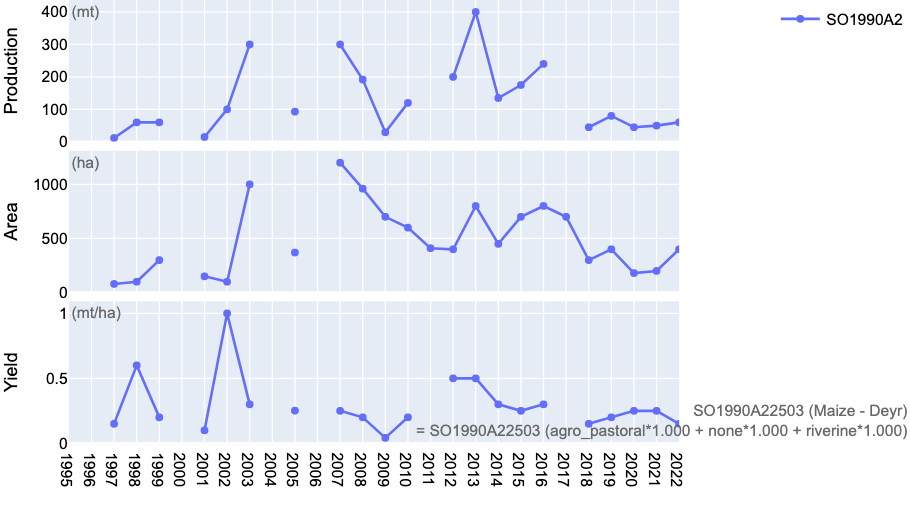 Production
400
300
200
100
0
(mt)
SO1990A2
Area
1000
500
0
(ha)
Yield
1
0.5
0
(mt/ha)
SO1990A22503 (Maize - Deyr)
= SO1990A22503 (agro_pastoral*1.000 + none*1.000 + riverine*1.000)
1995 1996 1997 1998 1999 2000 2001 2002 2003 2004 2005 2006 2007 2008 2009 2010 2011 2012 2013 2014 2015 2016 2017 2018 2019 2020 2021 2022